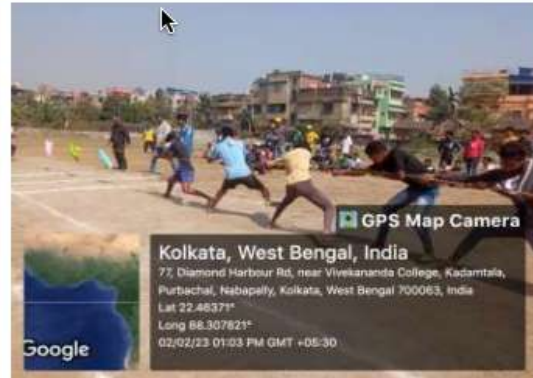 GPS Map Camera
Kolkata, West Bengal, India
77, Diamond Harbour Rd, near Vivekananda College, Kadamtala,
Purbachal, Nabapally, Kolkata, West Bengal 700063, India
Lat 22.46371°
Long 88.307821°
02/02/23 01:03 PM GMT +05:30
Google